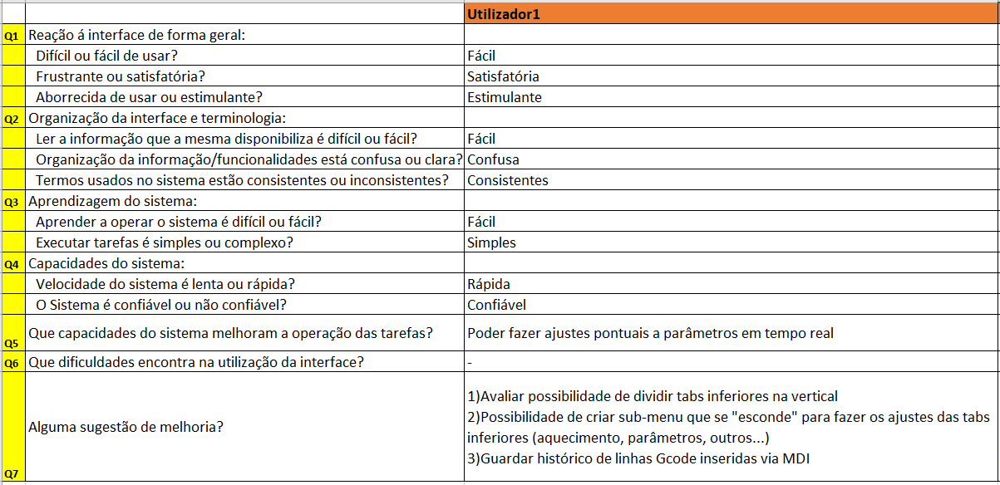 Utilizador1
Q1 Reação á interface de forma geral:
Difícil ou fácil de usar? Fácil
Frustrante ou satisfatória? Satisfatória
Aborrecida de usar ou estimulante? Estimulante
Q2 Organização da interface e terminologia:
Ler a informação que a mesma disponibiliza é difícil ou fácil? Fácil
Organização da informação/funcionalidades está confusa ou clara? Confusa
Termos usados no sistema estão consistentes ou inconsistentes? Consistentes
Q3 Aprendizagem do sistema:
Aprender a operar o sistema é difícil ou fácil? Fácil
Executar tarefas é simples ou complexo? Simples
Q4 Capacidades do sistema:
Velocidade do sistema é lenta ou rápida? Rápida
O Sistema é confiável ou não confiável? Confiável
Q5 Que capacidades do sistema melhoram a operação das tarefas? Poder fazer ajustes pontuais a parâmetros em tempo real
Q6 Que dificuldades encontra na utilização da interface? -
Q7 Alguma sugestão de melhoria? 1)Avaliar possibilidade de dividir tabs inferiores na vertical
2)Possibilidade de criar sub-menu que se "esconde" para fazer os ajustes das tabs
inferiores (aquecimento, parâmetros, outros...)
3)Guardar histórico de linhas Gcode inseridas via MDI